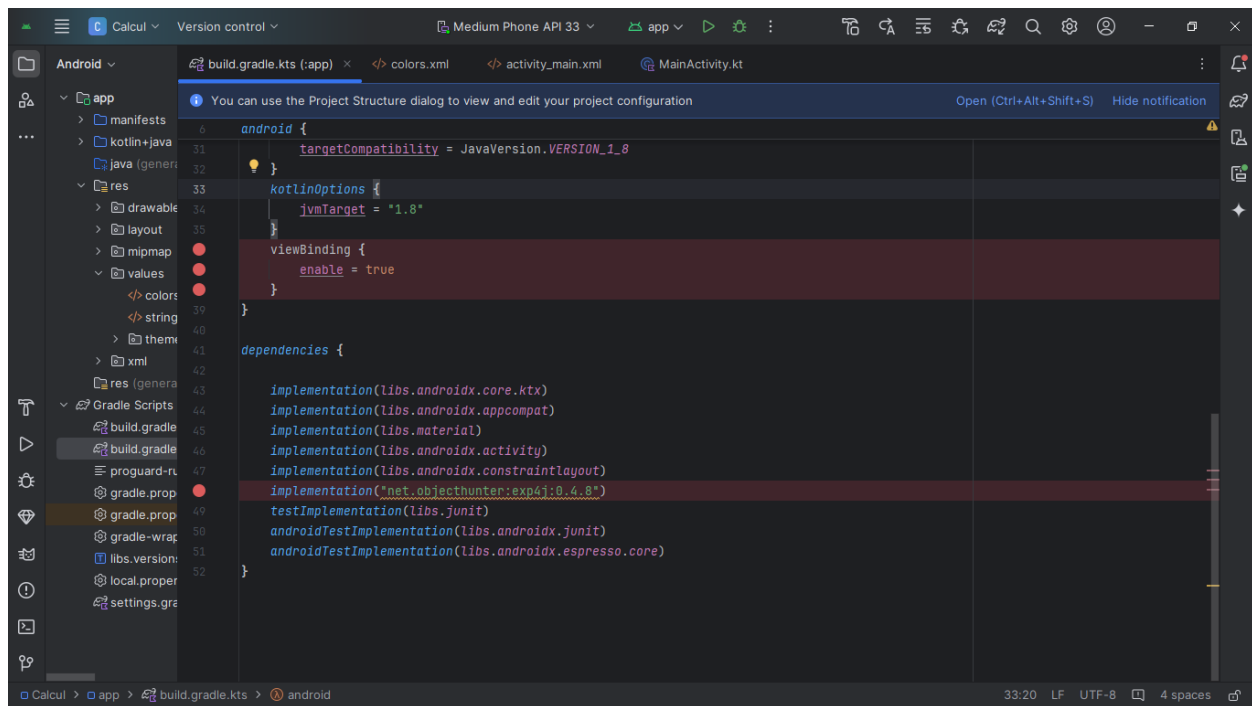 C Calcul Version control Medium Phone API 33 app
Android
build.gradle.kts (:app) colors.xml activity_main.xml MainActivity.kt
You can use the Project Structure dialog to view and edit your project configuration Open (Ctrl+Alt+Shift+S) Hide notification
app
manifests
kotlin+java
java (genera
res
drawable
layout
mipmap
values
colors
string
theme
xml
res (genera
Gradle Scripts
build.gradle
build.gradle
proguard-ru
gradle.prop
gradle.prop
gradle-wrap
libs.version
local.proper
settings.gra
6 android {
31 targetCompatibility = JavaVersion.VERSION_1_8
32 }
33 kotlinOptions {
34 jvmTarget = "1.8"
35 }
viewBinding {
enable = true
}
39 }
40
41 dependencies {
42
43 implementation(libs.androidx.core.ktx)
44 implementation(libs.androidx.appcompat)
45 implementation(libs.material)
46 implementation(libs.androidx.activity)
47 implementation(libs.androidx.constraintlayout)
implementation("net.objecthunter:exp4j:0.4.8")
49 testImplementation(libs.junit)
50 androidTestImplementation(libs.androidx.junit)
51 androidTestImplementation(libs.androidx.espresso.core)
52 }
Calcul > app > build.gradle.kts > android 33:20 LF UTF-8 4 spaces